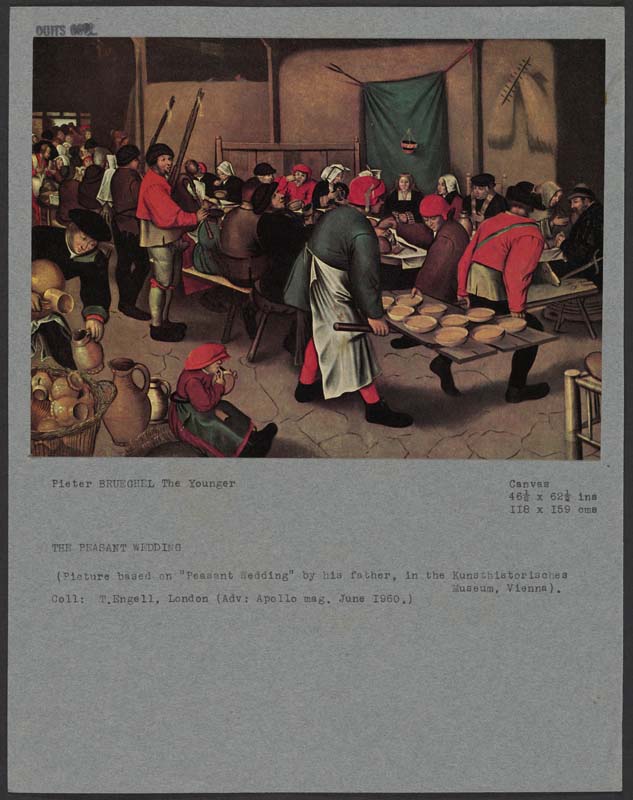 Pieter BRUEGHEL The Younger
Canvas
46½ x 62½ ins
118 x 159 cms
THE PEASANT WEDDING
(Picture based on "Peasant Wedding" by his father, in the Kunsthistorisches
Museum, Vienna).
Coll: T.Engell, London (Adv: Apollo mag. June 1960.)